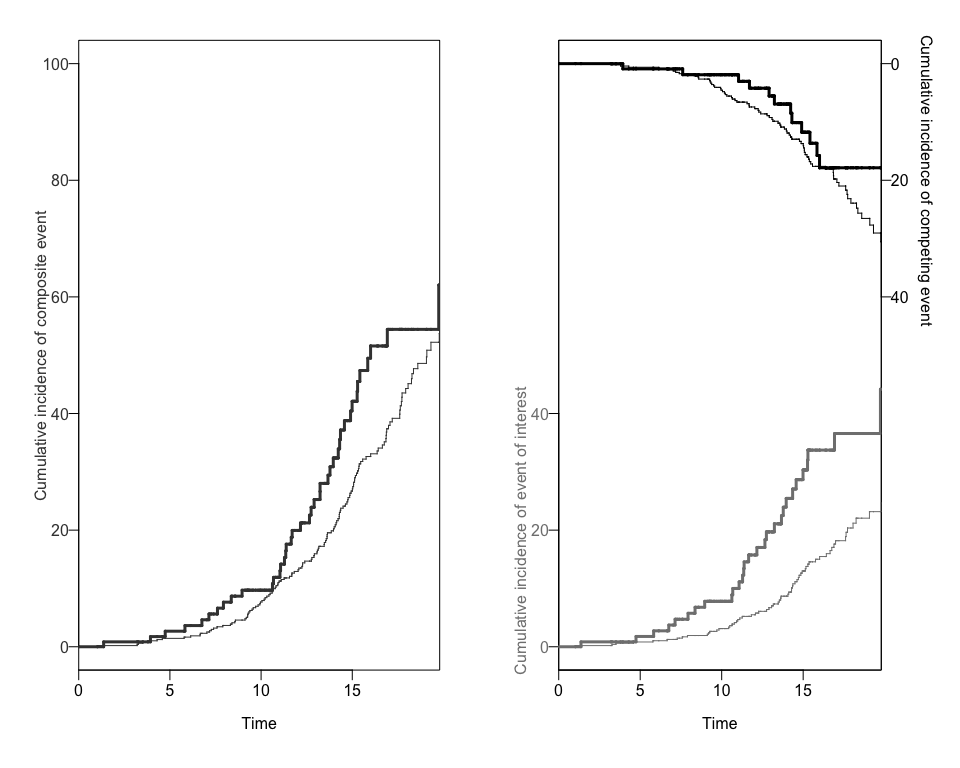 Cumulative incidence of composite event
100
80
60
40
20
0
0 5 10 15
Time
Cumulative incidence of event of interest
40
20
0
0 5 10 15
Time
0
20
40
Cumulative incidence of competing event